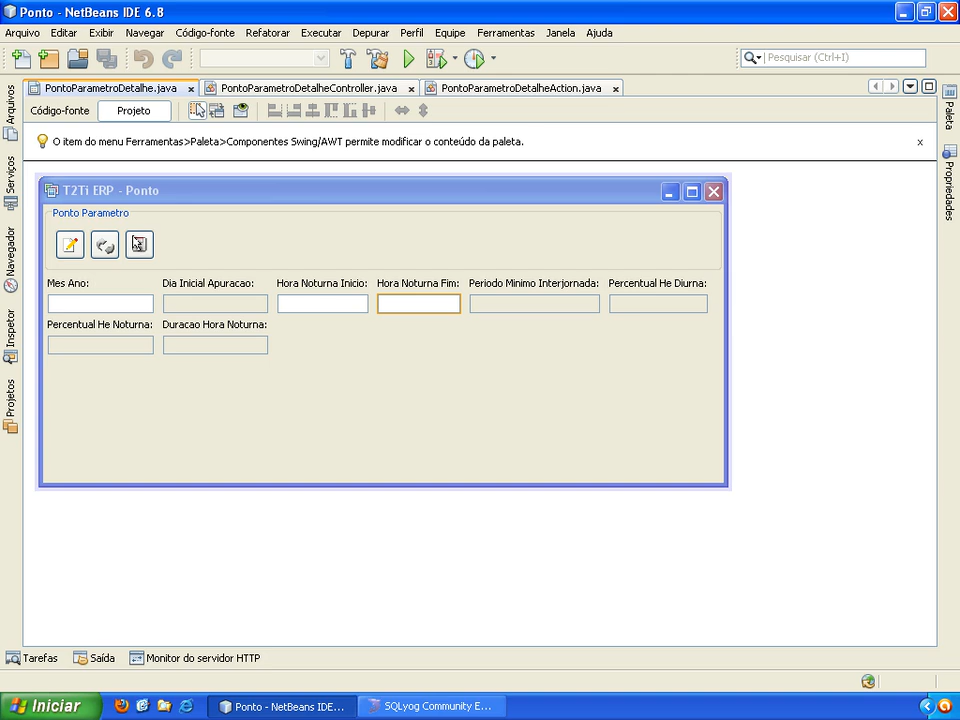 Ponto - NetBeans IDE 6.8
Arquivo Editar Exibir Navegar Código-fonte Refatorar Executar Depurar Perfil Equipe Ferramentas Janela Ajuda
Pesquisar (Ctrl+I)
PontoParametroDetalhe.java x PontoParametroDetalheController.java x PontoParametroDetalheAction.java x
Código-fonte Projeto
O item do menu Ferramentas>Paleta>Componentes Swing/AWT permite modificar o conteúdo da paleta. x
Arquivos
Serviços
Navegador
Inspetor
Projetos
Paleta
Propriedades
T2Ti ERP - Ponto
Ponto Parametro
Mes Ano: Dia Inicial Apuracao: Hora Noturna Inicio: Hora Noturna Fim: Periodo Minimo Interjornada: Percentual He Diurna:
Percentual He Noturna: Duracao Hora Noturna:
Tarefas Saída Monitor do servidor HTTP
Iniciar Ponto - NetBeans IDE... SQLyog Community E...